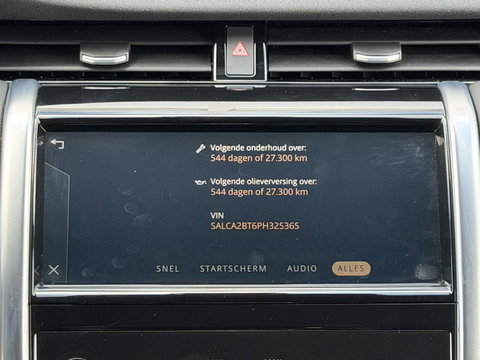 Volgende onderhoud over:
544 dagen of 27.300 km
Volgende olieverversing over:
544 dagen of 27.300 km
VIN
SALCA2BT6PH325365
SNEL STARTSCHERM AUDIO ALLES